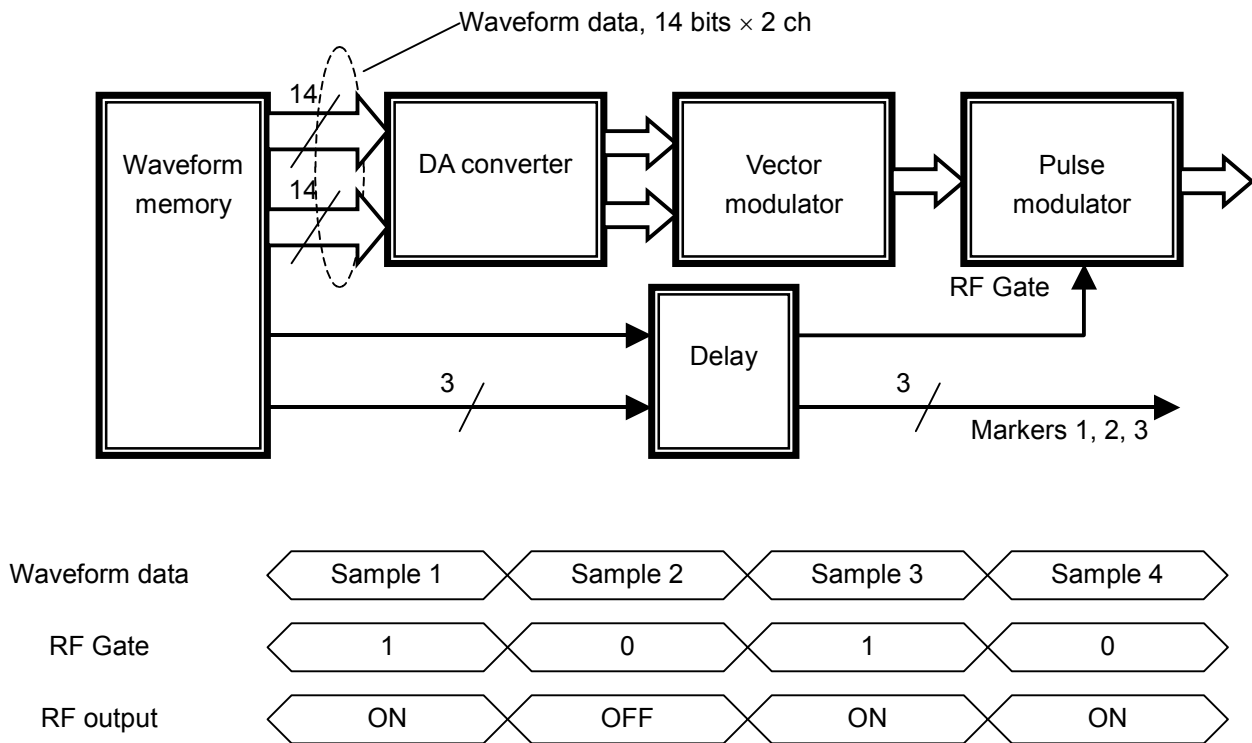 Waveform data, 14 bits × 2 ch
14
14
Waveform
memory
DA converter
Vector
modulator
Pulse
modulator
RF Gate
Delay
3
3
Markers 1, 2, 3
Waveform data Sample 1 Sample 2 Sample 3 Sample 4
RF Gate 1 0 1 0
RF output ON OFF ON ON